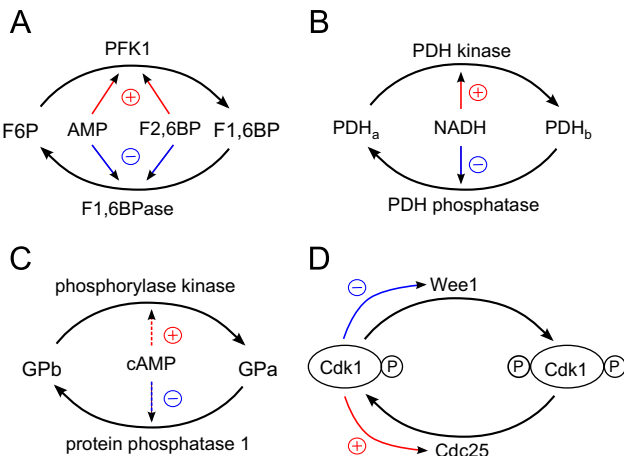 A
PFK1
+
F6P AMP F2,6BP F1,6BP
−
F1,6BPase
B
PDH kinase
+
PDHa NADH PDHb
−
PDH phosphatase
C
phosphorylase kinase
+
GPb cAMP GPa
−
protein phosphatase 1
D
− Wee1
Cdk1 P P Cdk1 P
+ Cdc25